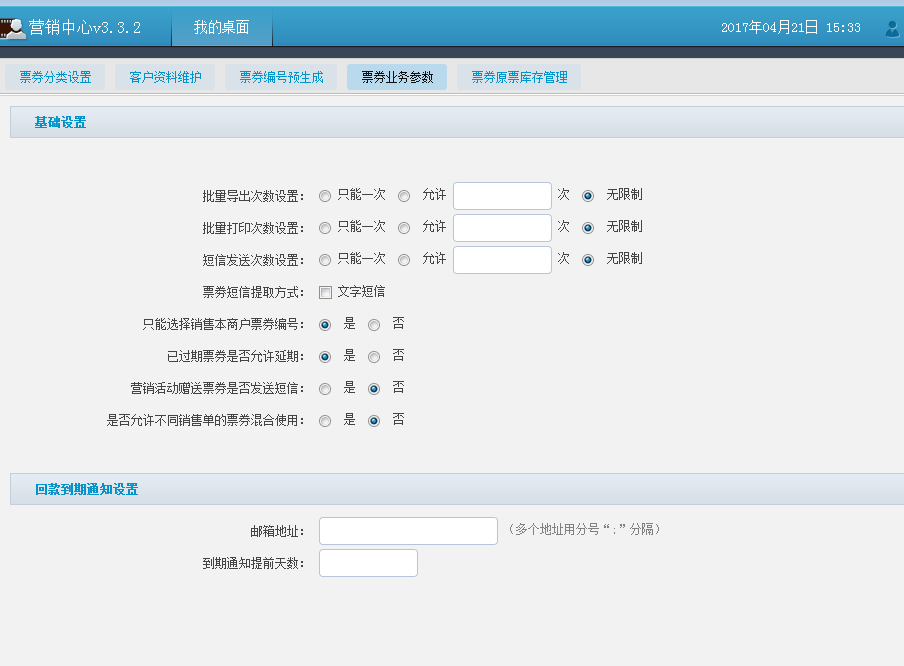 营销中心v3.3.2 我的桌面 2017年04月21日 15:33
票券分类设置 客户资料维护 票券编号预生成 票券业务参数 票券原票库存管理
基础设置
批量导出次数设置： 只能一次 允许 次 无限制
批量打印次数设置： 只能一次 允许 次 无限制
短信发送次数设置： 只能一次 允许 次 无限制
票券短信提取方式： 文字短信
只能选择销售本商户票券编号： 是 否
已过期票券是否允许延期： 是 否
营销活动赠送票券是否发送短信： 是 否
是否允许不同销售单的票券混合使用： 是 否
回款到期通知设置
邮箱地址： （多个地址用分号“;”分隔）
到期通知提前天数：